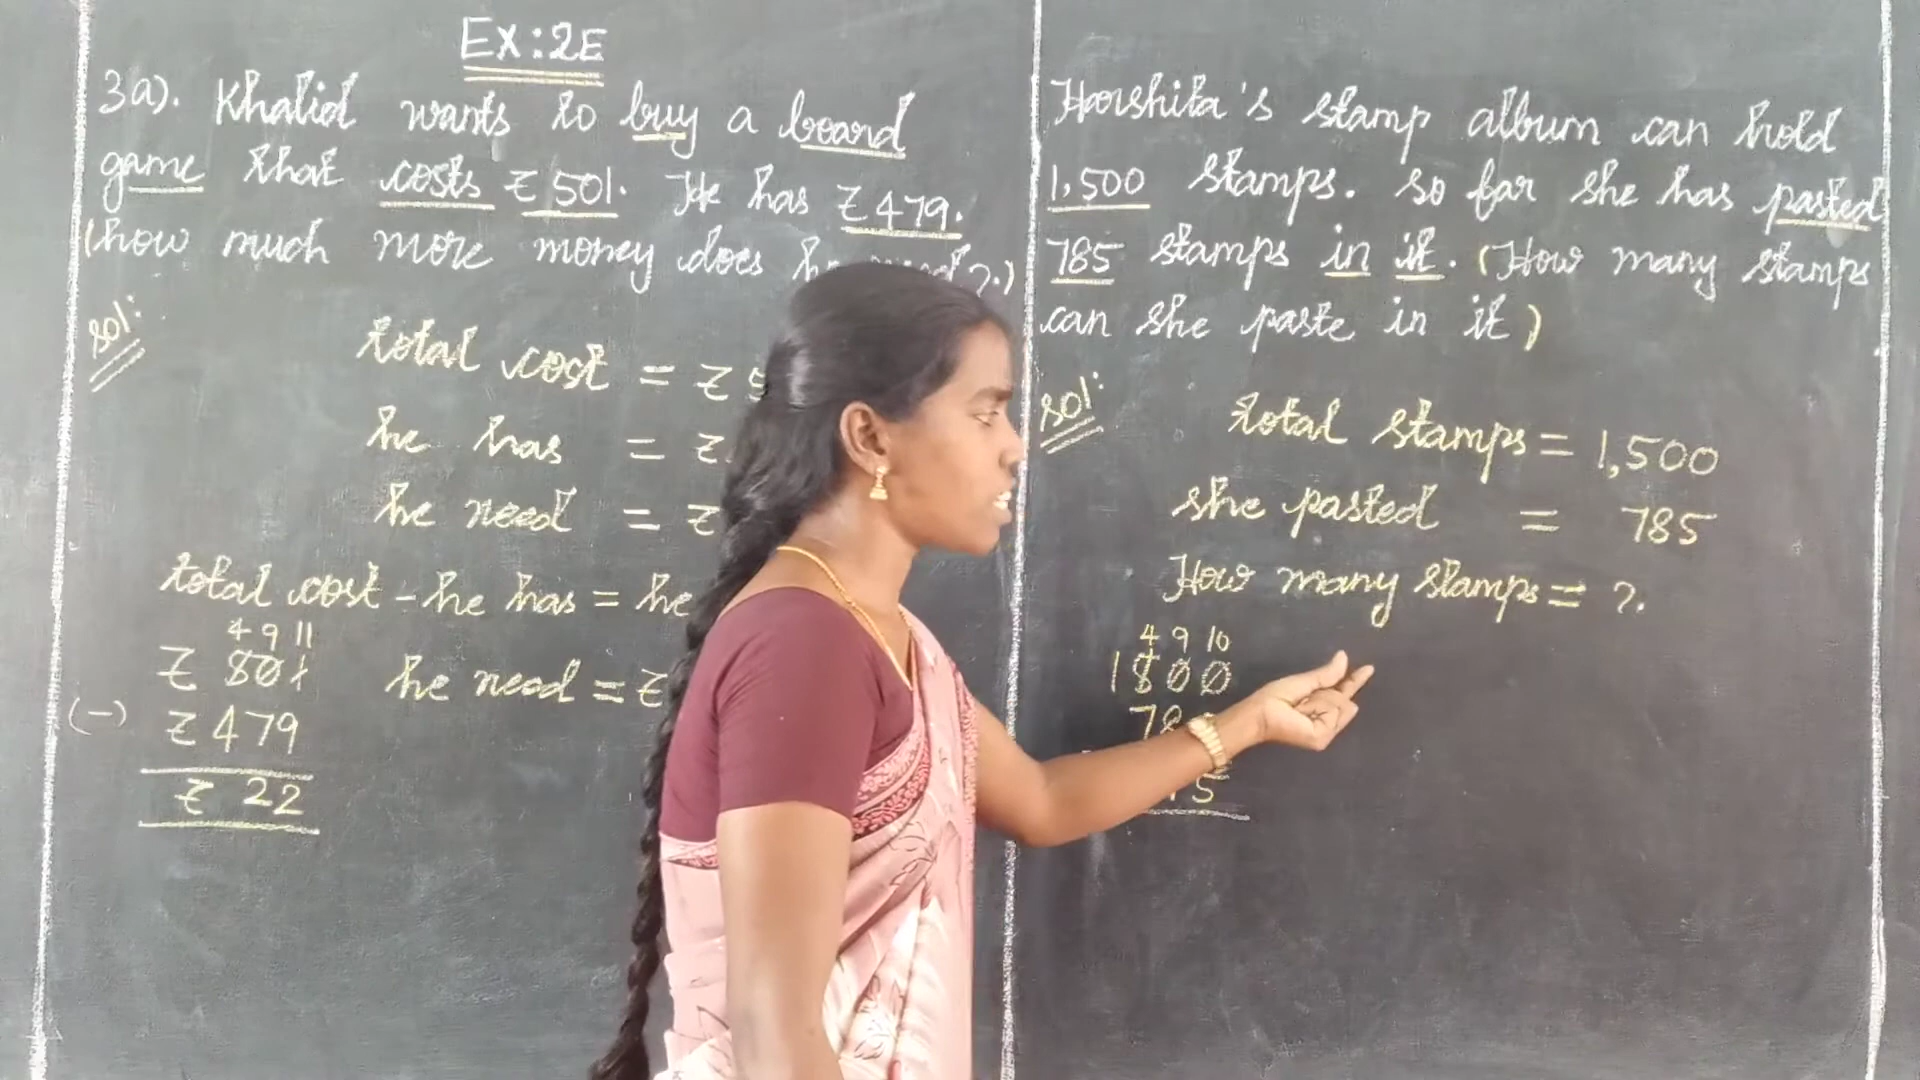 Ex:2E
3a). Khalid wants to buy a board
game that costs ₹501. He has ₹479.
(how much more money does he need?.)
Sol:
total cost = ₹5
he has = ₹
he need = ₹
total cost - he has = he
4 9 11
₹ 501
he need = ₹
(-) ₹479
₹ 22
Harshita's stamp album can hold
1,500 stamps. So far she has pasted
785 stamps in it. (How many stamps
can she paste in it)
Sol:
total stamps = 1,500
she pasted = 785
How many stamps = ?.
4 9 10
1500
78
5